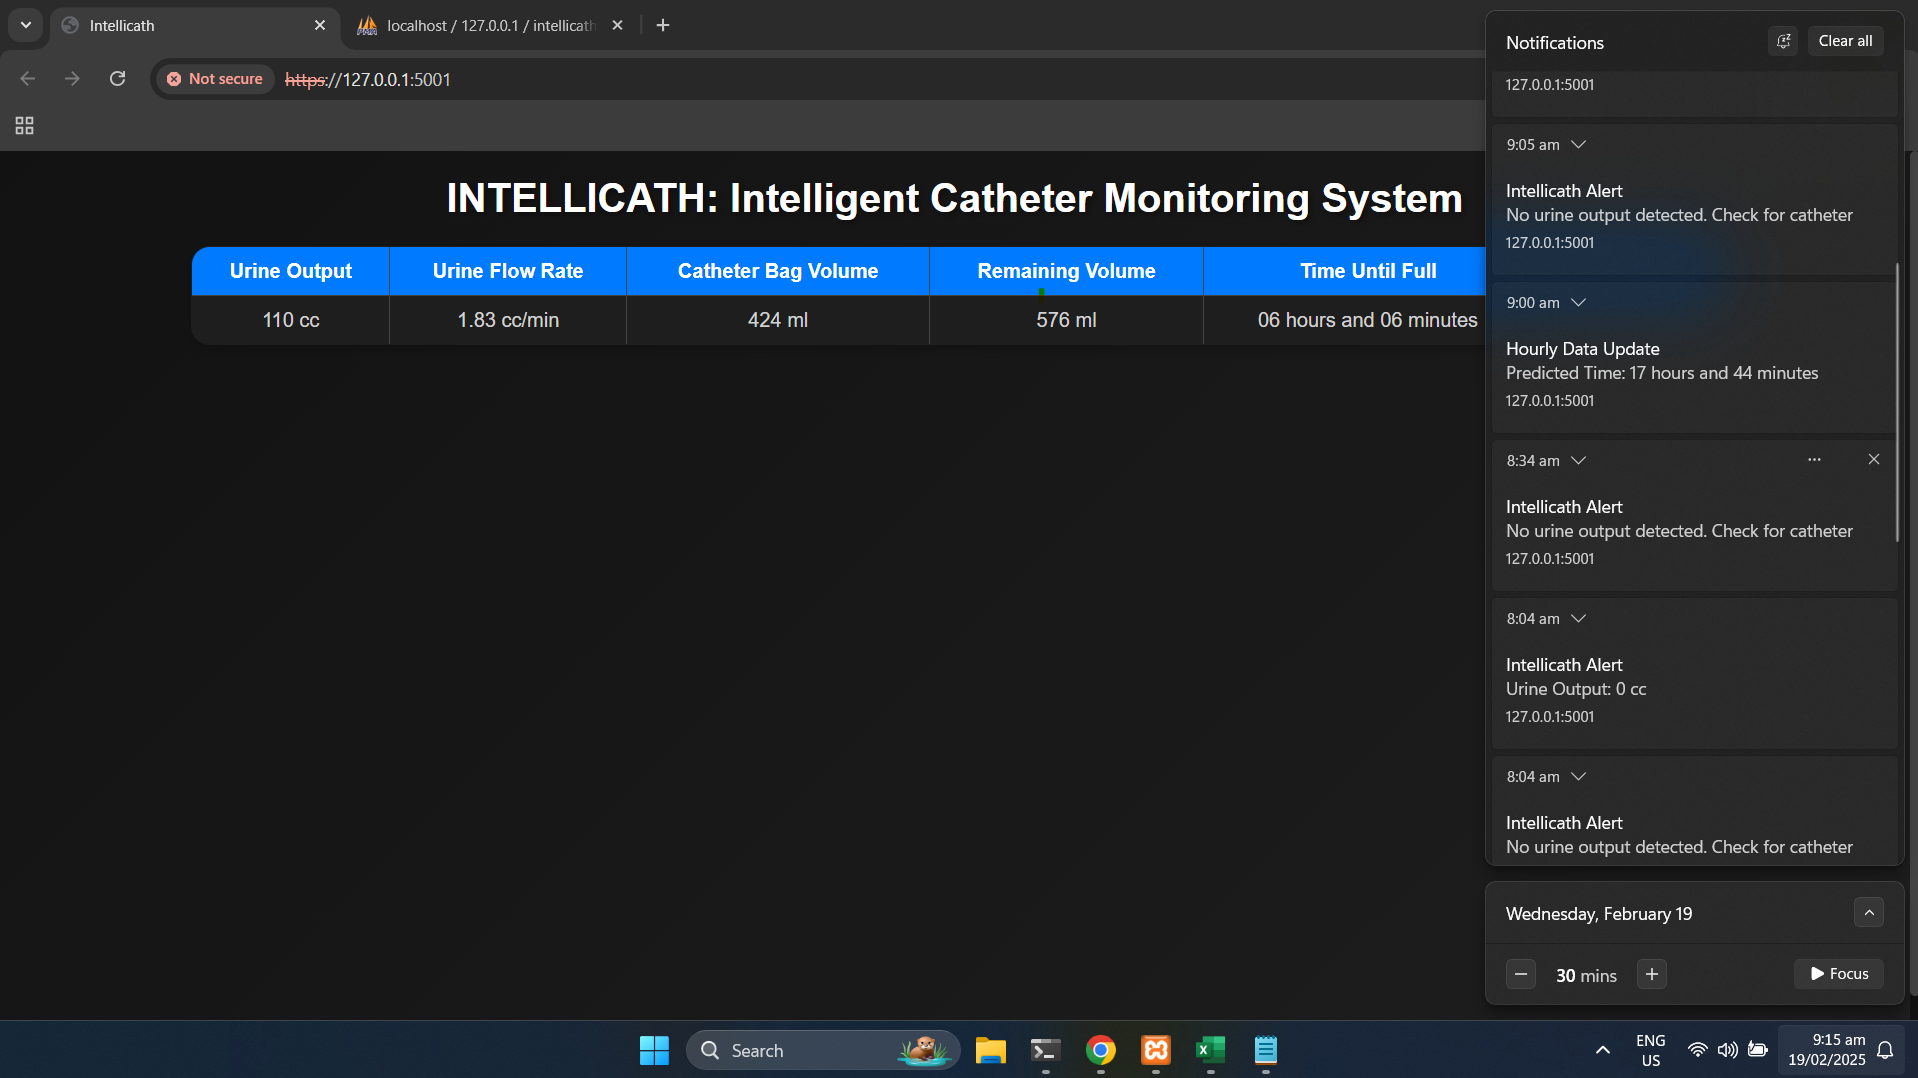 Intellicath
localhost / 127.0.0.1 / intellicath
Not secure
https://127.0.0.1:5001
INTELLICATH: Intelligent Catheter Monitoring System
Urine Output Urine Flow Rate Catheter Bag Volume Remaining Volume Time Until Full
110 cc 1.83 cc/min 424 ml 576 ml 06 hours and 06 minutes
Notifications
Clear all
127.0.0.1:5001
9:05 am
Intellicath Alert
No urine output detected. Check for catheter
127.0.0.1:5001
9:00 am
Hourly Data Update
Predicted Time: 17 hours and 44 minutes
127.0.0.1:5001
8:34 am
Intellicath Alert
No urine output detected. Check for catheter
127.0.0.1:5001
8:04 am
Intellicath Alert
Urine Output: 0 cc
127.0.0.1:5001
8:04 am
Intellicath Alert
No urine output detected. Check for catheter
Wednesday, February 19
30 mins
Focus
Search
ENG
US
9:15 am
19/02/2025